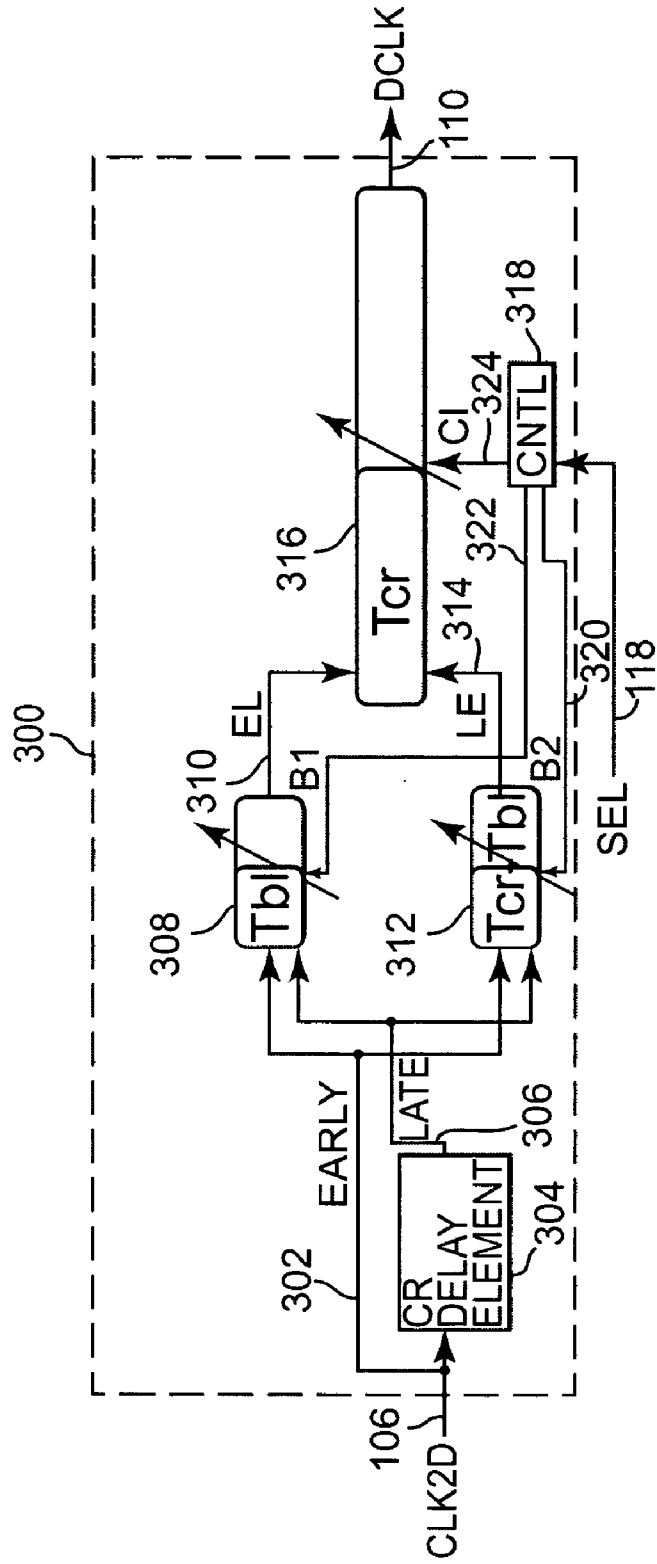 300
CLK2D
106
302
EARLY
CR
DELAY
ELEMENT
304
306
LATE
308
Tbl
310
EL
B1
312
Tcr
Tbl
LE
314
B2
316
Tcr
CI
324
322
CNTL
318
320
SEL
118
110
DCLK